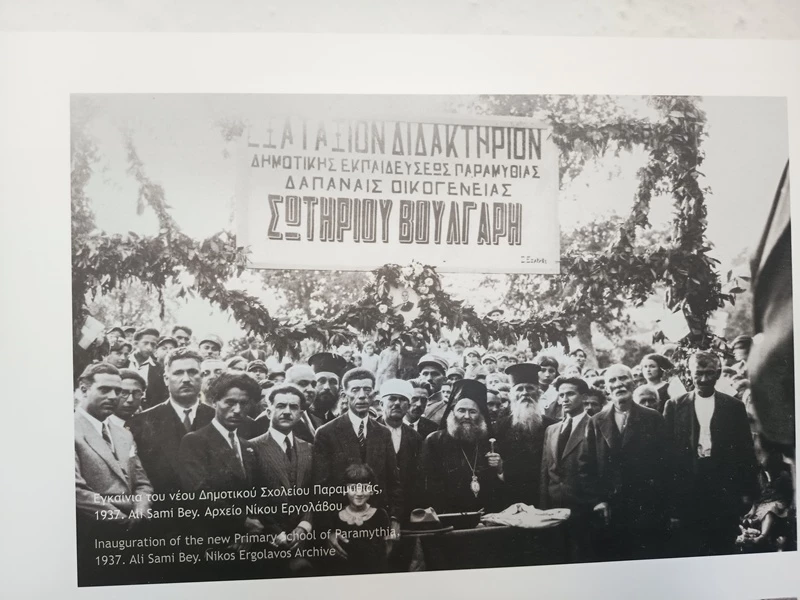 ΕΞΑΤΑΞΙΟΝ ΔΙΔΑΚΤΗΡΙΟΝ
ΔΗΜΟΤΙΚΗΣ ΕΚΠΑΙΔΕΥΣΕΩΣ ΠΑΡΑΜΥΘΙΑΣ
ΔΑΠΑΝΑΙΣ ΟΙΚΟΓΕΝΕΙΑΣ
ΣΩΤΗΡΙΟΥ ΒΟΥΛΓΑΡΗ
Εγκαίνια του νέου Δημοτικού Σχολείου Παραμυθιάς,
1937. Ali Sami Bey. Αρχείο Νίκου Εργολάβου
Inauguration of the new Primary School of Paramythia,
1937. Ali Sami Bey. Nikos Ergolavos Archive